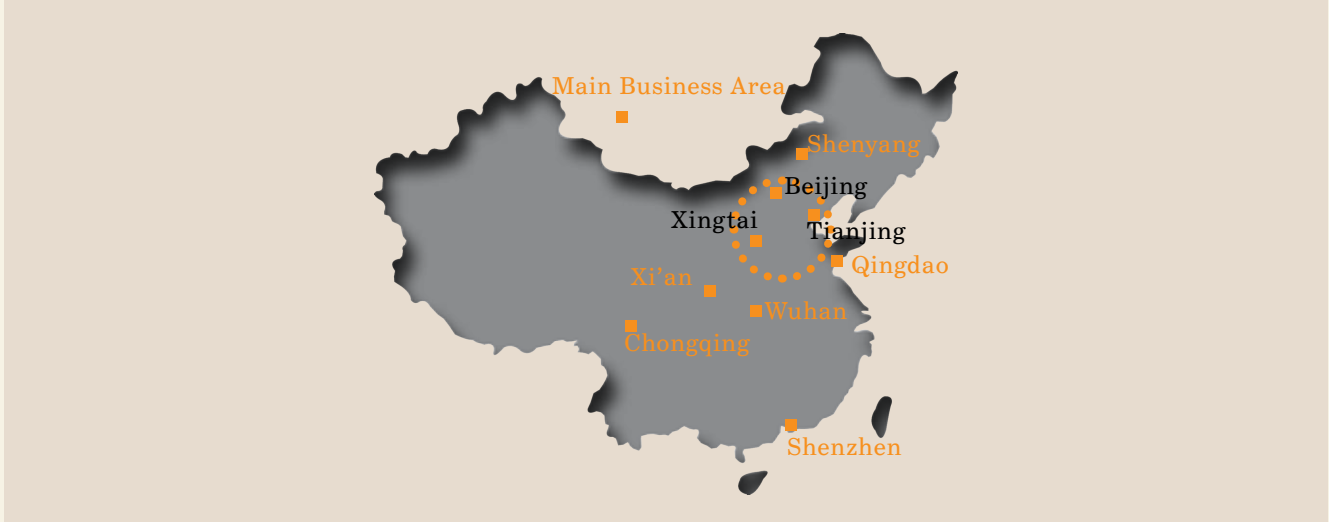 Main Business Area
Shenyang
Beijing
Xingtai
Tianjing
Qingdao
Xi’an
Wuhan
Chongqing
Shenzhen